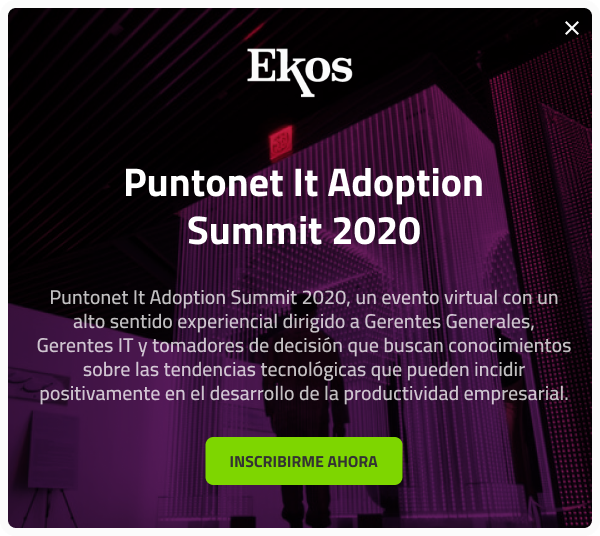 Ekos
Puntonet It Adoption
Summit 2020
Puntonet It Adoption Summit 2020, un evento virtual con un
alto sentido experiencial dirigido a Gerentes Generales,
Gerentes IT y tomadores de decisión que buscan conocimientos
sobre las tendencias tecnológicas que pueden incidir
positivamente en el desarrollo de la productividad empresarial.
INSCRIBIRME AHORA